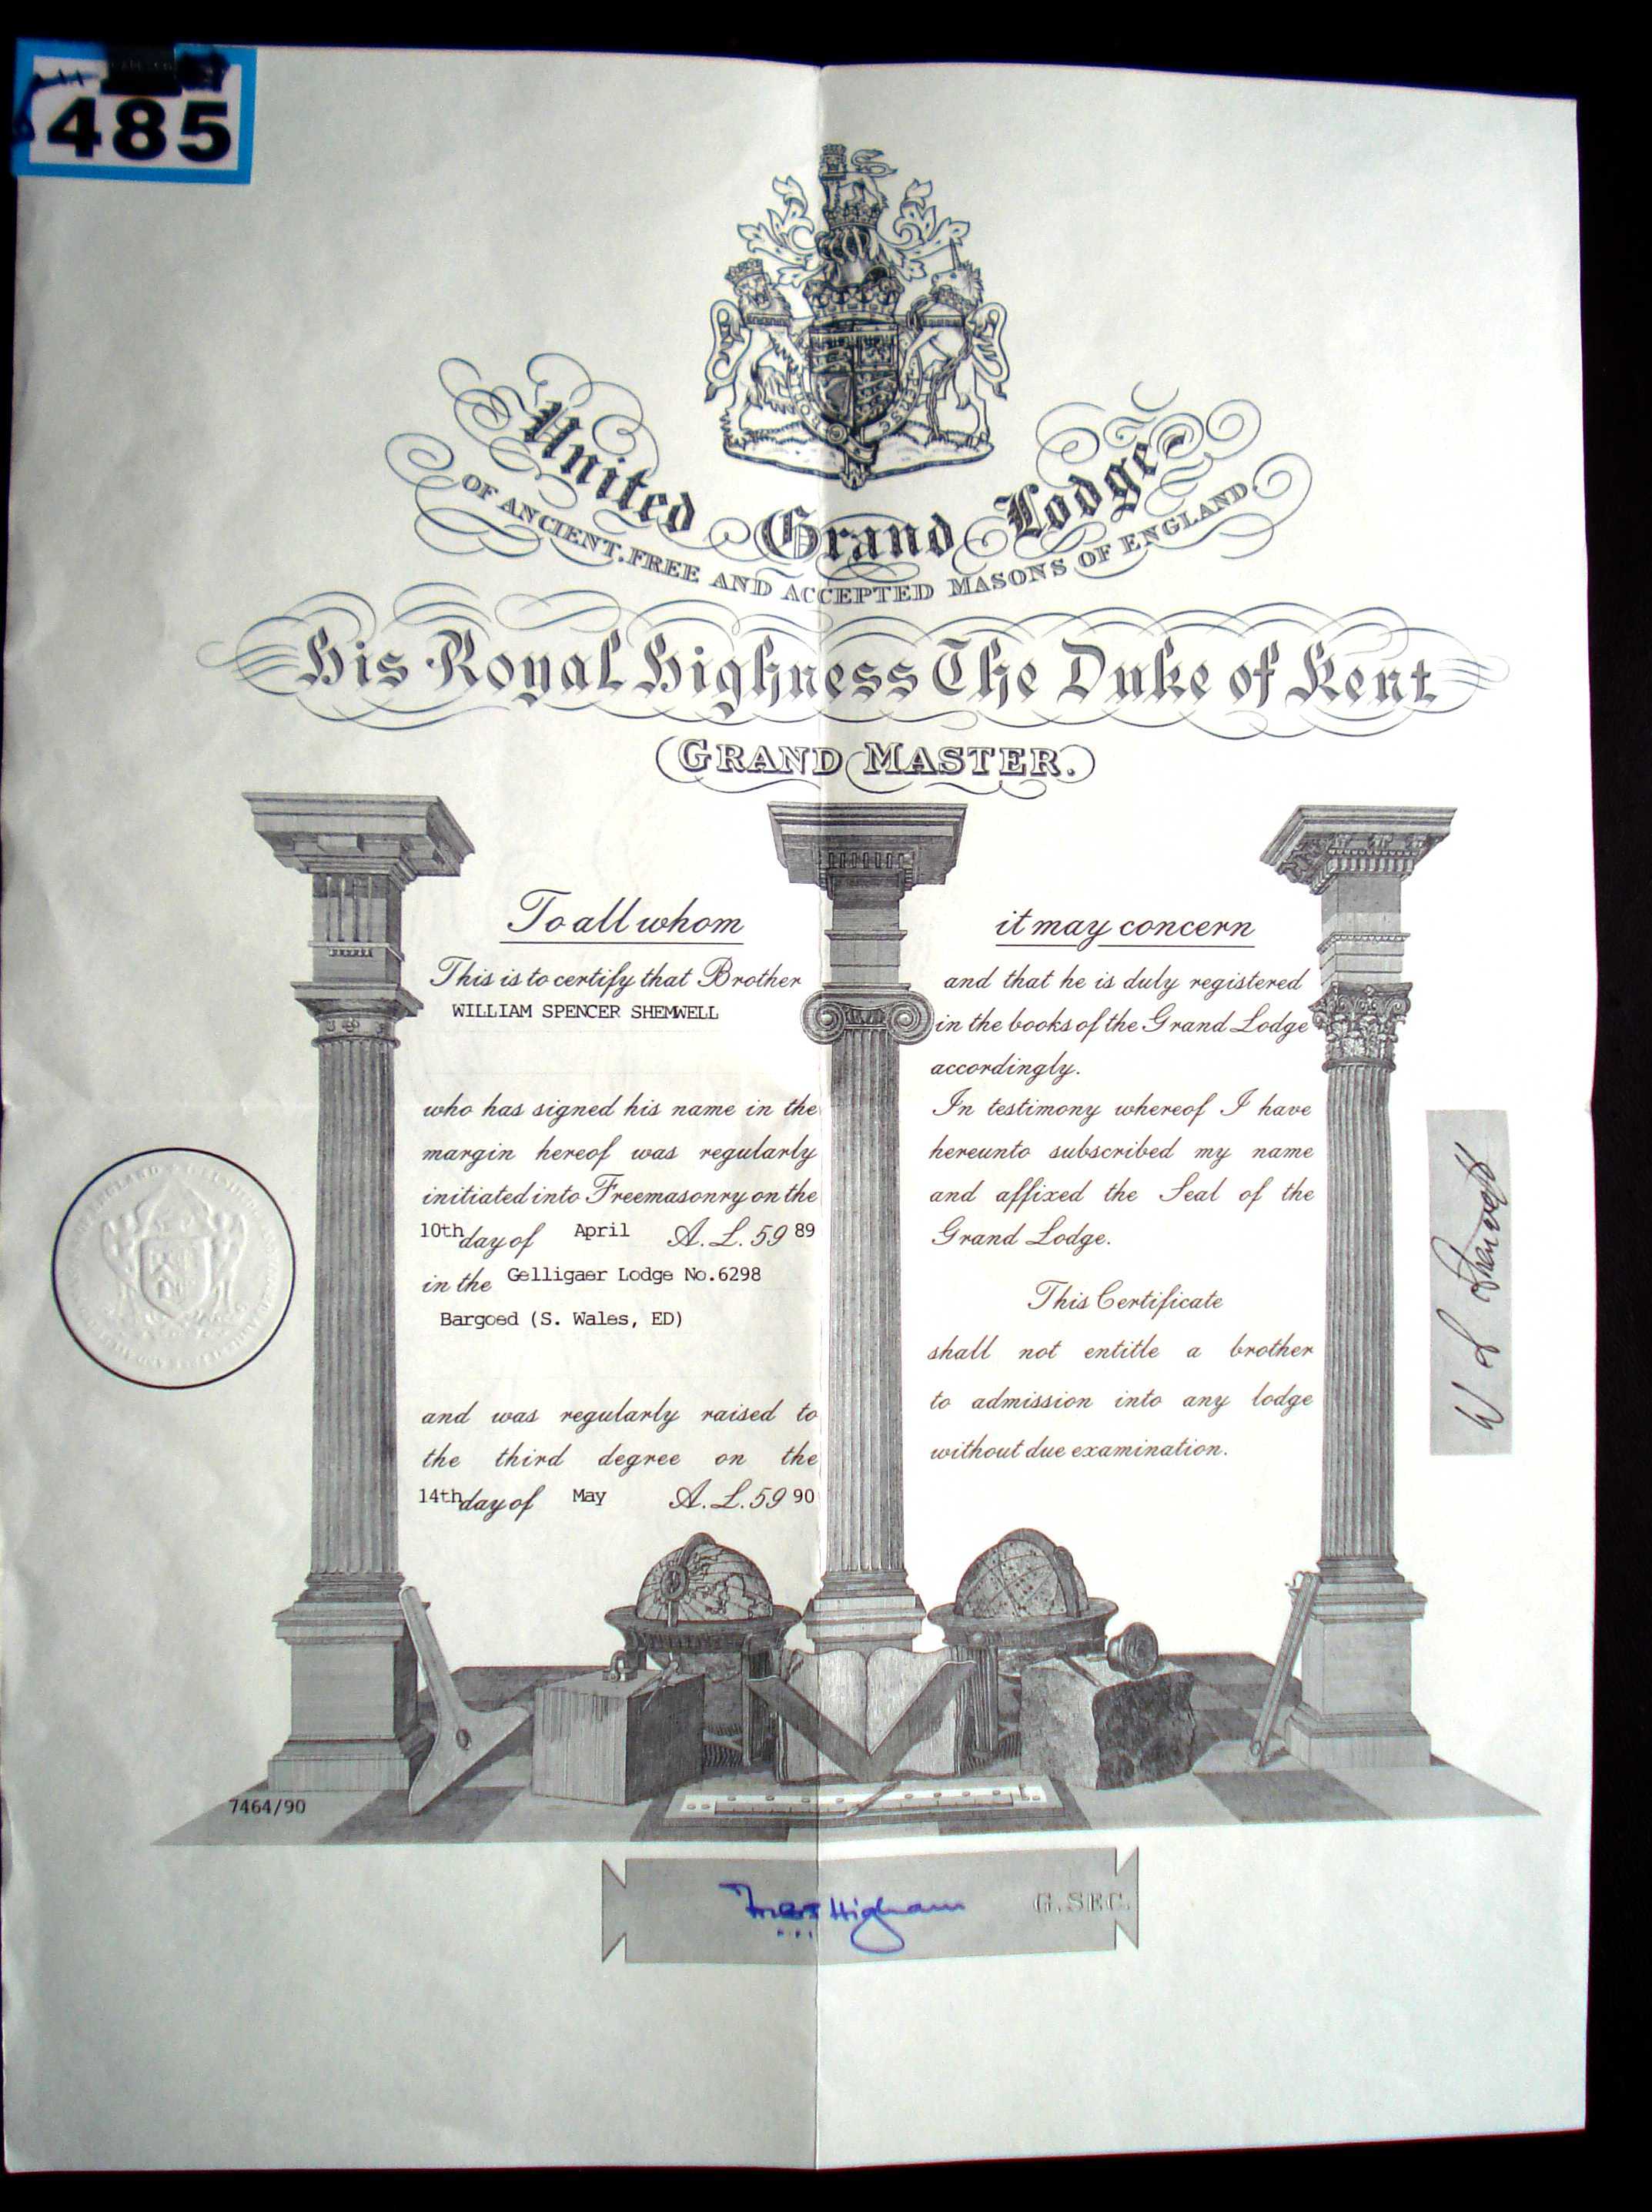 485
United Grand Lodge
OF ANCIENT, FREE AND ACCEPTED MASONS OF ENGLAND.
His Royal Highness The Duke of Kent
GRAND MASTER.
To all whom
This is to certify that Brother
WILLIAM SPENCER SHEMWELL
who has signed his name in the
margin hereof was regularly
initiated into Freemasonry on the
10th day of April A.L. 59 89
in the Gelligaer Lodge No.6298
Bargoed (S. Wales, ED)
and was regularly raised to
the third degree on the
14th day of May A.L. 59 90
it may concern
and that he is duly registered
in the books of the Grand Lodge
accordingly.
In testimony whereof I have
hereunto subscribed my name
and affixed the Seal of the
Grand Lodge.
This Certificate
shall not entitle a brother
to admission into any lodge
without due examination.
W S Shemwell
7464/90
Higham G. SEC.